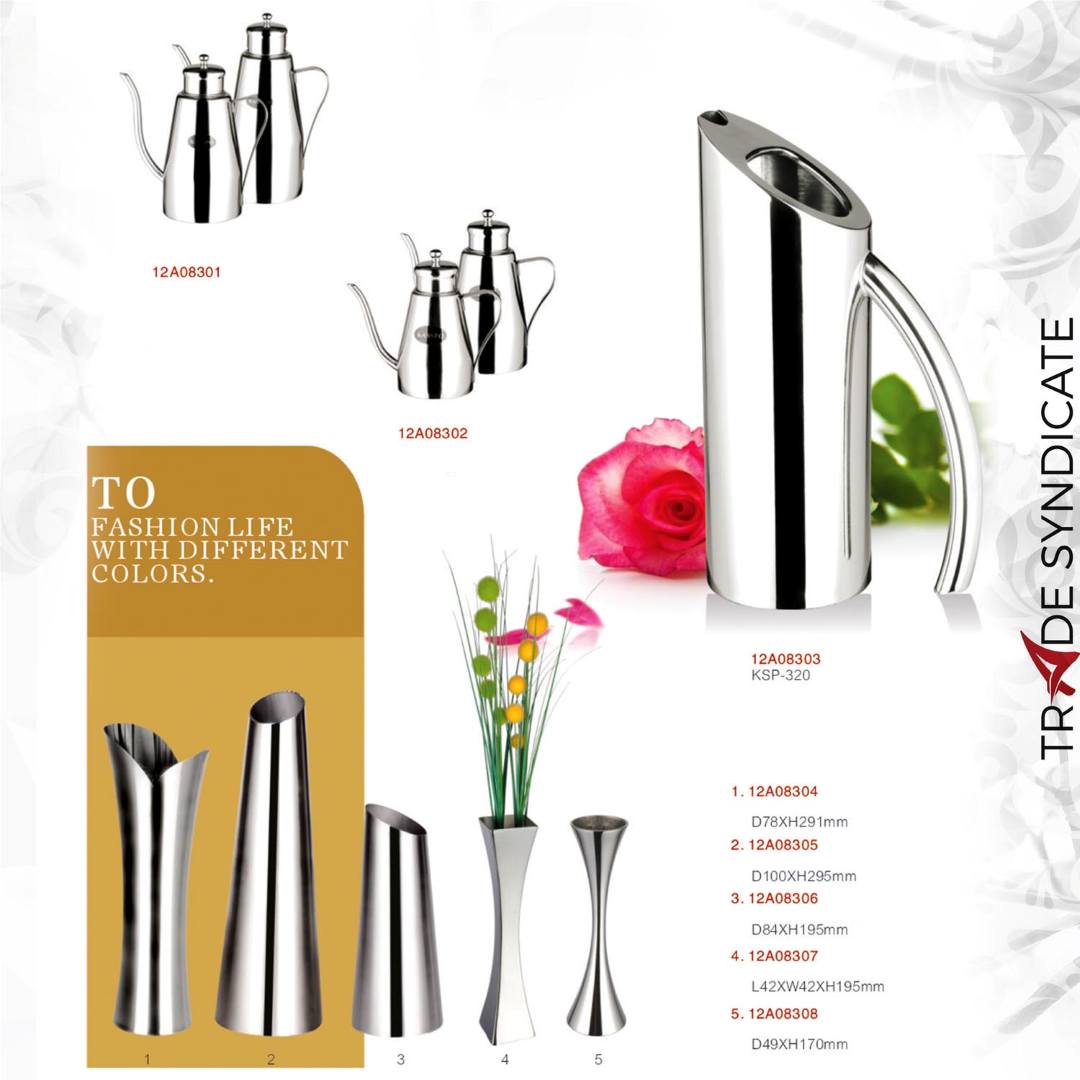 12A08301
12A08302
TO
FASHION LIFE
WITH DIFFERENT
COLORS.
12A08303
KSP-320
1. 12A08304
D78XH291mm
2. 12A08305
D100XH295mm
3. 12A08306
D84XH195mm
4. 12A08307
L42XW42XH195mm
5. 12A08308
D49XH170mm
1
2
3
4
5
TRADE SYNDICATE